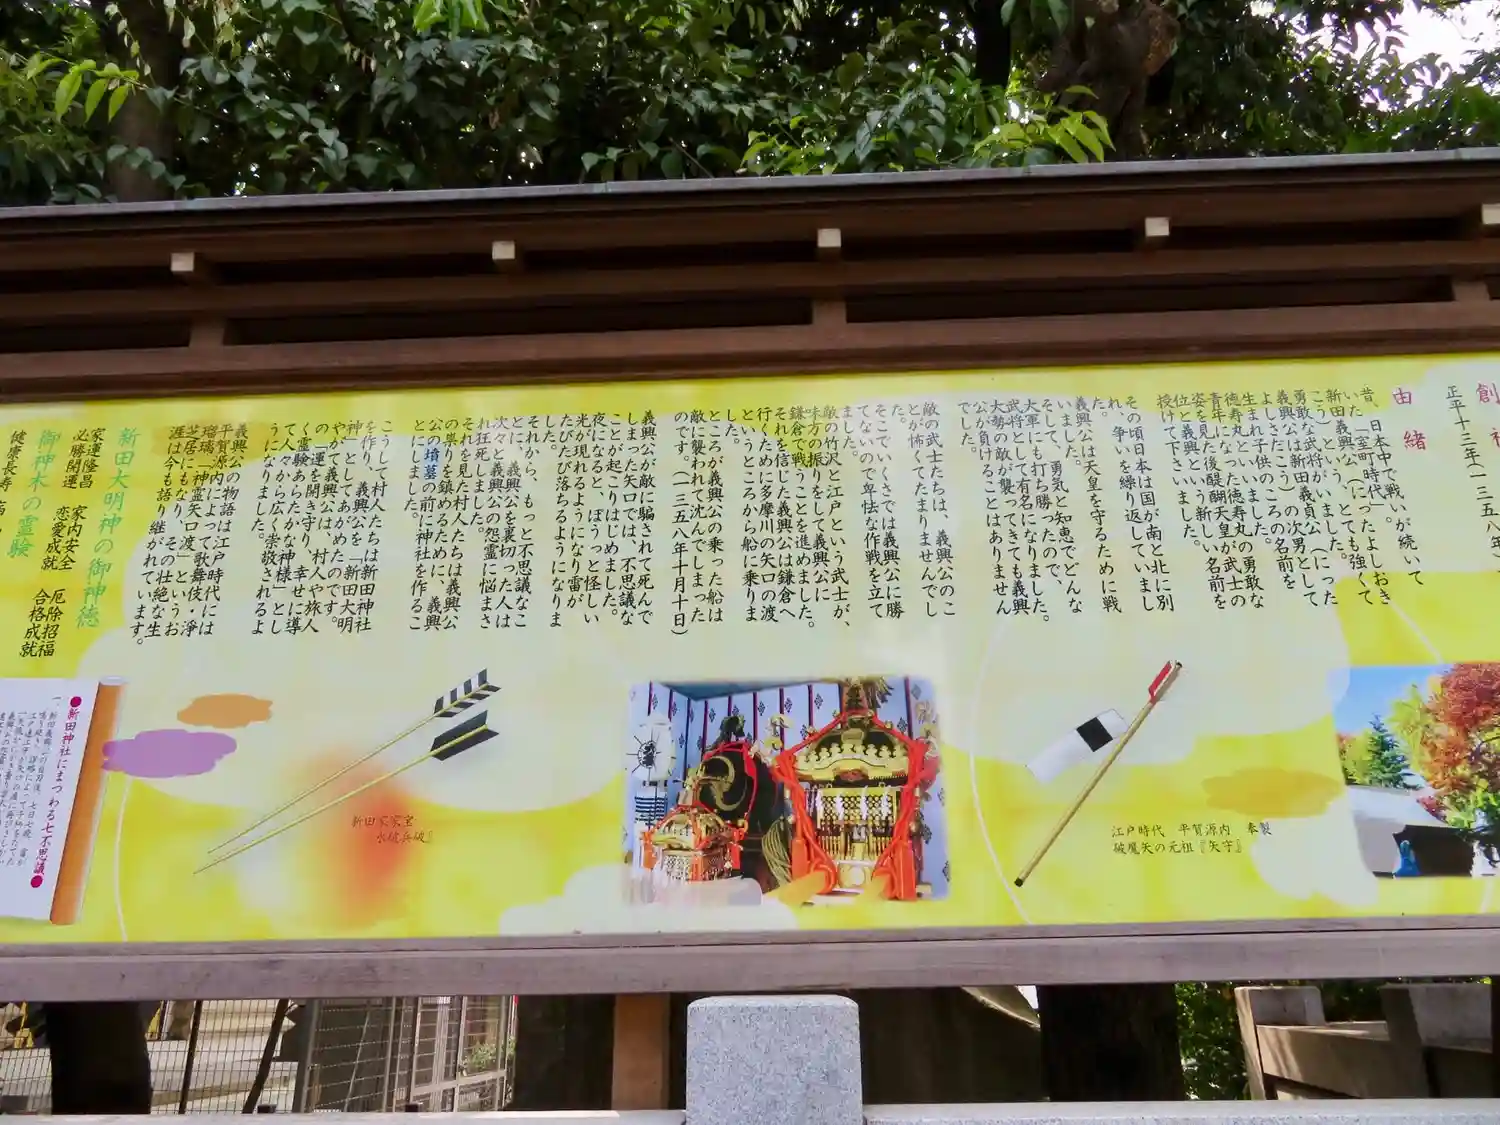 創
正平十三年(一三五八年)
由緒
昔、日本中で戦いが続いて
いた「室町時代」、とても強くて
新田義興公(にったよしおき
こう)という、
勇敢な武将がいました。
義興公は新田義貞公(にった
よしさだこう)の次男として
生まれ子供のころの名前を
徳寿丸といいました。
青年になった徳寿丸の勇敢な
姿を見た後醍醐天皇が武士の
位と義興という新しい名前を
授けて下さいました。
その頃日本は国が南と北に別
れ、争いを繰り返していまし
た。
義興公は天皇を守るために戦
いました。
そして、勇気と知恵でどんな
大軍にも打ち勝ったので、
武将として有名になりました。
大勢の敵が襲ってきても義興
公が負けることはありません
でした。
敵の武士たちは、義興公のこ
とが怖くてたまりませんでし
た。
そこでいくさでは義興公に勝
てないので卑怯な作戦を立て
ました。
敵の竹沢と江戸という武士が、
味方の振りをして義興公に
鎌倉で戦うことを進めました。
それを信じた義興公は鎌倉へ
行くために多摩川の矢口の渡
というところから船に乗りま
した。
ところが義興公の乗った船は
敵に襲われて沈んでしまった
のです。(一三五八年十月十日)
義興公が敵に騙されて死んで
しまった矢口では、不思議な
ことが起こりはじめました。
夜になると、ぼうっと怪しい
光が現れるようになり雷が
たびたび落ちるようになりま
した。
それから、もっと不思議なこ
とに、義興公を裏切った人は
次々と義興公の怨霊に悩まさ
れ狂死しました。
それを見た村人たちは義興公
の祟りを鎮めるために、義興
公の墳墓の前に神社を作るこ
とにしました。
こうして村人たちは新田神社
を作り、義興公を「新田大明
神」としてあがめたのです。
やがて義興公は、村人や旅人
の「運を開き守り、幸せに導
く霊験あらたかな神様」とし
て人々から広く崇敬されるよ
うになりました。
義興公の物語は江戸時代には
平賀源内によって歌舞伎・浄
瑠璃「神霊矢口渡」というお
芝居にもなり、その壮絶な生
涯は今も語り継がれています。
新田大明神の御神徳
家運隆昌 家内安全 厄除招福
必勝開運 恋愛成就 合格成就
御神木の霊験
健康長寿
江戸時代 平賀源内 奉製
破魔矢の元祖『矢守』
新田家家宝
水破兵破』
●新田神社にまつわる七不思議●